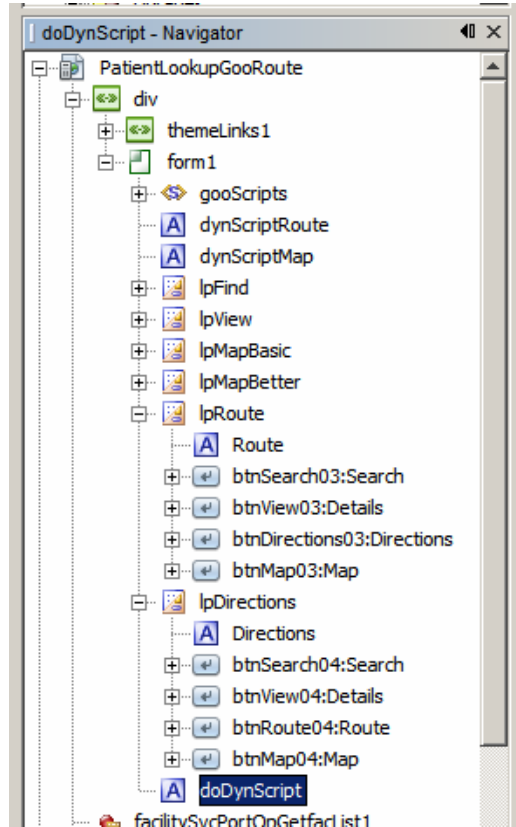 doDynScript - Navigator
PatientLookupGooRoute
div
themeLinks1
form1
gooScripts
dynScriptRoute
dynScriptMap
lpFind
lpView
lpMapBasic
lpMapBetter
lpRoute
Route
btnSearch03:Search
btnView03:Details
btnDirections03:Directions
btnMap03:Map
lpDirections
Directions
btnSearch04:Search
btnView04:Details
btnRoute04:Route
btnMap04:Map
doDynScript
facilitySvcPortOpGetfacList1